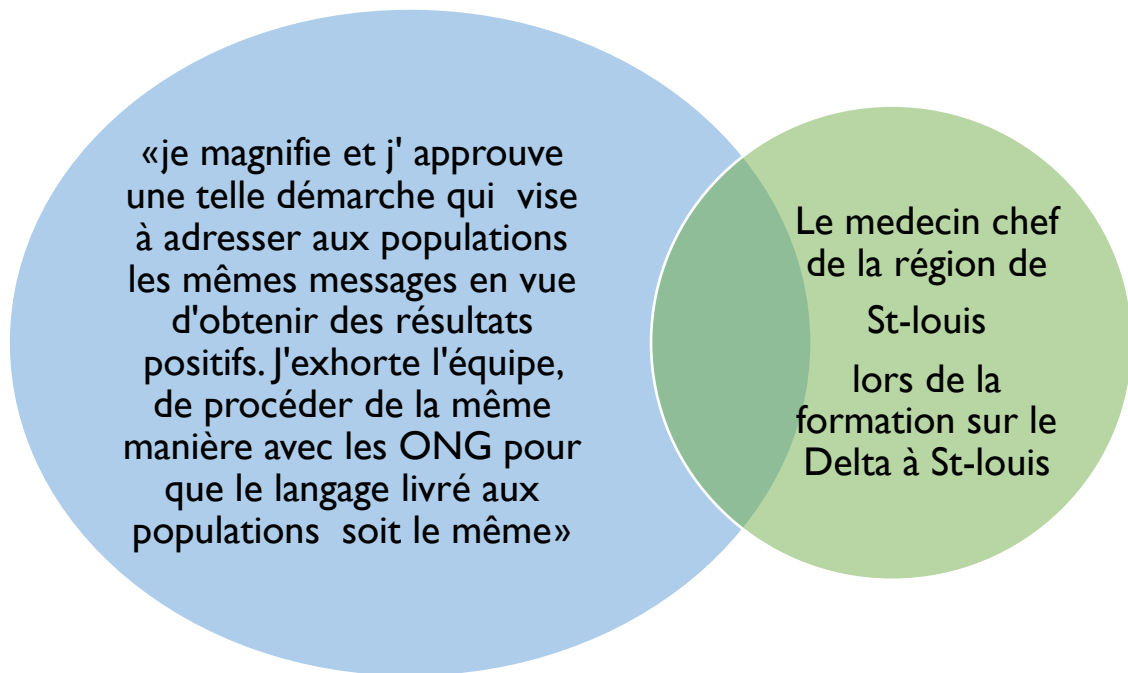 «je magnifie et j' approuve
une telle démarche qui  vise
à adresser aux populations
les mêmes messages en vue
d'obtenir des résultats
positifs. J'exhorte l'équipe,
de procéder de la même
manière avec les ONG pour
que le langage livré aux
populations  soit le même»
Le medecin chef
de la région de
St-louis
lors de la
formation sur le
Delta à St-louis